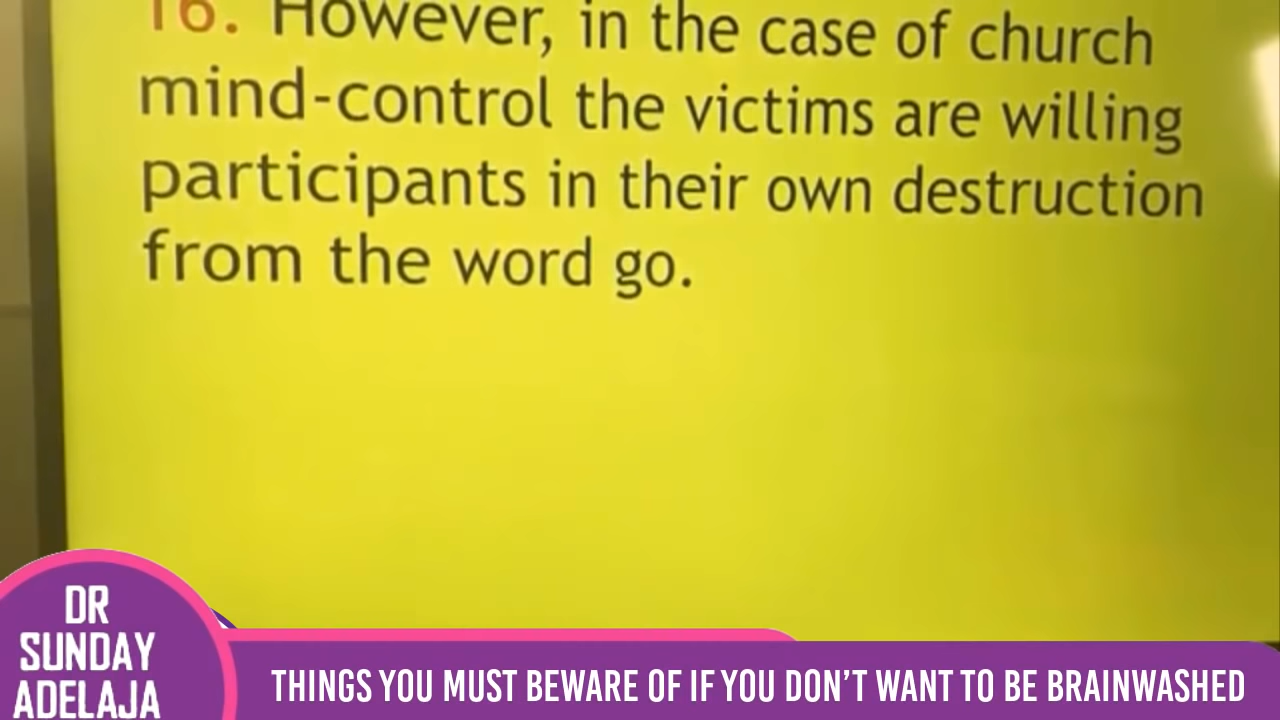 16. However, in the case of church
mind-control the victims are willing
participants in their own destruction
from the word go.
DR
SUNDAY
ADELAJA
THINGS YOU MUST BEWARE OF IF YOU DON'T WANT TO BE BRAINWASHED